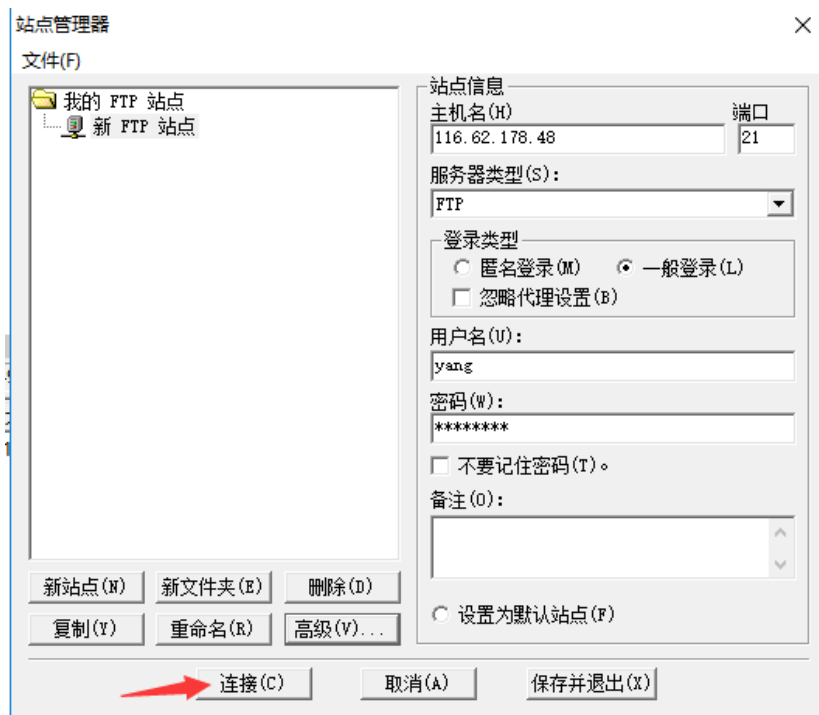 站点管理器
文件(F)
我的 FTP 站点
新 FTP 站点
站点信息
主机名(H)
端口
116.62.178.48
21
服务器类型(S):
FTP
登录类型
匿名登录(M)
一般登录(L)
忽略代理设置(B)
用户名(U):
yang
密码(W):
********
不要记住密码(T)。
备注(O):
设置为默认站点(F)
新站点(N)
新文件夹(E)
删除(D)
复制(Y)
重命名(R)
高级(V)...
连接(C)
取消(A)
保存并退出(X)